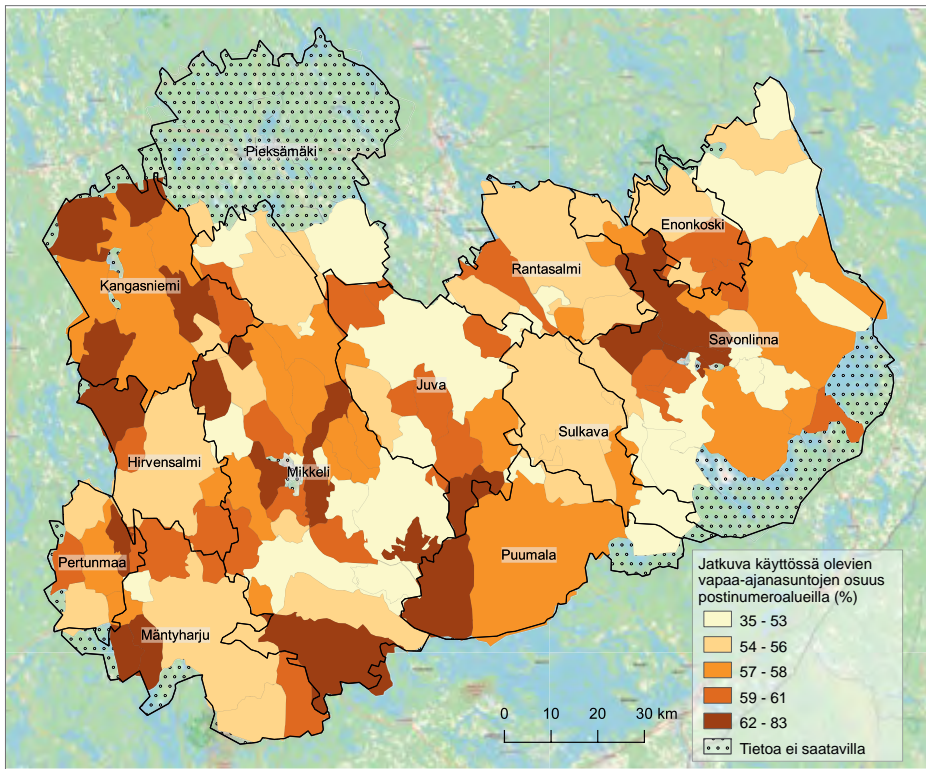 Pieksämäki
Enonkoski
Rantasalmi
Kangasniemi
Savonlinna
Juva
Sulkava
Hirvensalmi
Mikkeli
Puumala
Pertunmaa
Mäntyharju
Jatkuva käyttössä olevien
vapaa-ajanasuntojen osuus
postinumeroalueilla (%)
35 - 53
54 - 56
57 - 58
59 - 61
62 - 83
Tietoa ei saatavilla
0 10 20 30 km